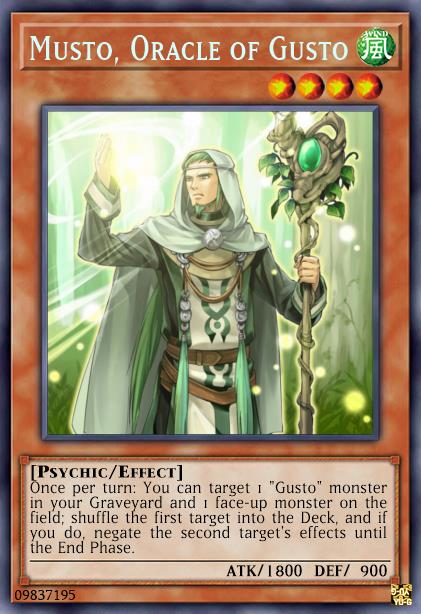 Musto, Oracle of Gusto
WIND
風
[Psychic/Effect]
Once per turn: You can target 1 "Gusto" monster
in your Graveyard and 1 face-up monster on the
field; shuffle the first target into the Deck, and if
you do, negate the second target's effects until
the End Phase.
ATK/1800 DEF/ 900
09837195